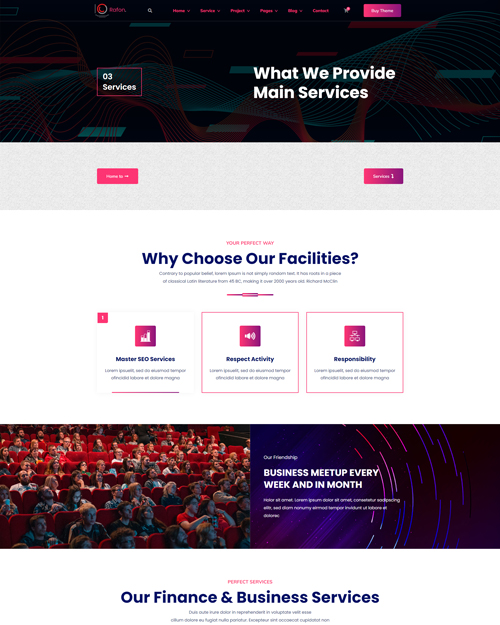 Rafon.
Home
Service
Project
Pages
Blog
Contact
Buy Theme
03
Services
What We Provide
Main Services
Home to
Services
YOUR PERFECT WAY
Why Choose Our Facilities?
Contrary to popular belief, lorem Ipsum is not simply random text. It has roots in a piece
of classical Latin literature from 45 BC, making it over 2000 years old. Richard McClin
Master SEO Services
Lorem ipsuelit, sed do eiusmod tempor
ofincidid labore et dolore magna
Respect Activity
Lorem ipsuelit, sed do eiusmod tempor
ofincidid labore et dolore magna
Responsibility
Lorem ipsuelit, sed do eiusmod tempor
ofincidid labore et dolore magna
Our Friendship
BUSINESS MEETUP EVERY
WEEK AND IN MONTH
Holor sit amet: Lorem ipsum dolor sit amet, consetetur sadipscing
elitr, sed diam nonumy eirmod tempor invidunt ut labore et
dolorec
PERFECT SERVICES
Our Finance & Business Services
Duis aute irure dolor in reprehenderit in voluptate velit esse
cillum dolore eu fugiat nulla pariatur. Excepteur sint occaecat cupidatat non